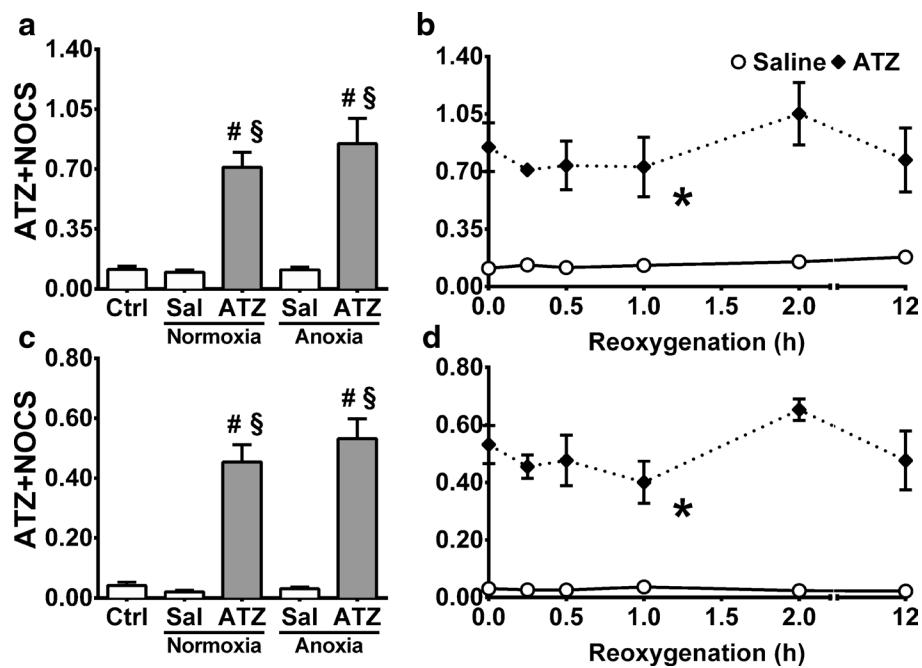 a
1.40
1.05
0.70
0.35
0.00
ATZ+NOCS
# §
# §
Ctrl Sal ATZ Sal ATZ
Normoxia Anoxia
b
Saline ATZ
1.40
1.05
0.70
0.35
0.00
*
0.0 0.5 1.0 1.5 2.0 12
Reoxygenation (h)
c
0.80
0.60
0.40
0.20
0.00
ATZ+NOCS
# §
# §
Ctrl Sal ATZ Sal ATZ
Normoxia Anoxia
d
0.80
0.60
0.40
0.20
0.00
*
0.0 0.5 1.0 1.5 2.0 12
Reoxygenation (h)